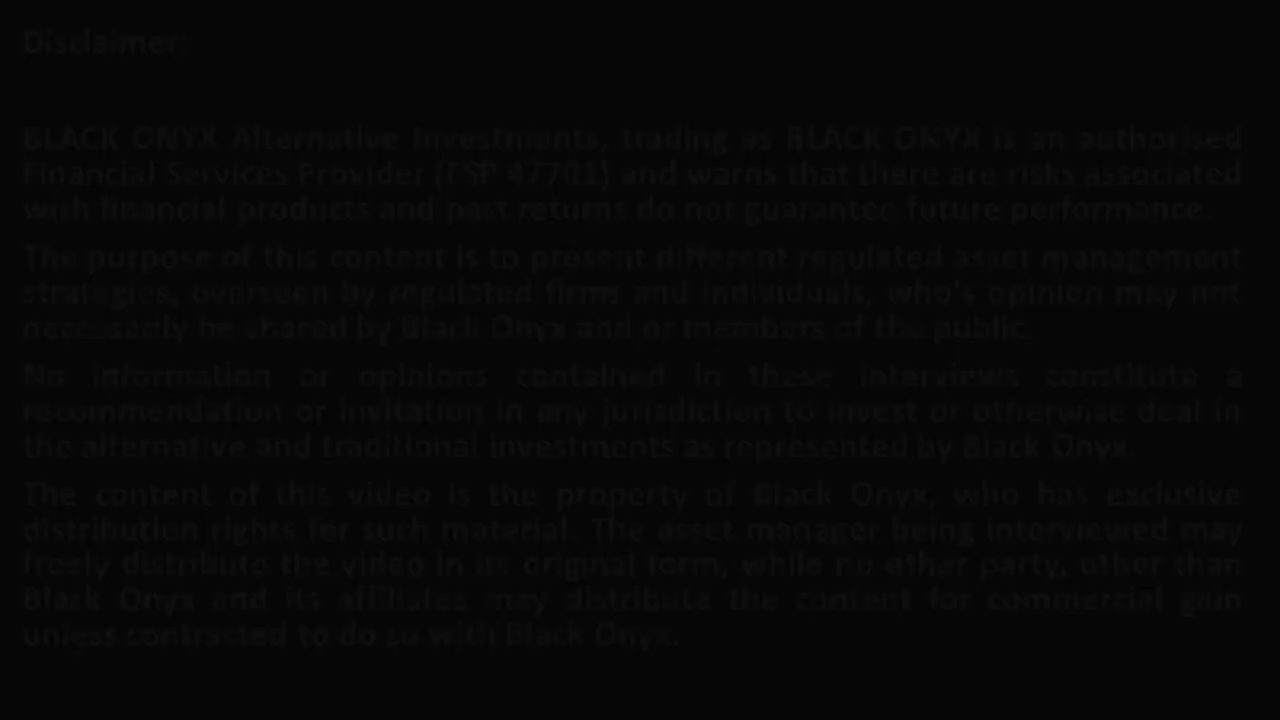 Disclaimer:
BLACK ONYX Alternative Investments, trading as BLACK ONYX is an authorised
Financial Services Provider (FSP 47701) and warns that there are risks associated
with financial products and past returns do not guarantee future performance.
The purpose of this content is to present different regulated asset management
strategies, overseen by regulated firms and individuals, who's opinion may not
necessarily be shared by Black Onyx and or members of the public.
No information or opinions contained in these interviews constitute a
recommendation or invitation in any jurisdiction to invest or otherwise deal in
the alternative and traditional investments as represented by Black Onyx.
The content of this video is the property of Black Onyx, who has exclusive
distribution rights for such material. The asset manager being interviewed may
freely distribute the video in its original form, while no other party, other than
Black Onyx and its affiliates may distribute the content for commercial gain
unless contracted to do so with Black Onyx.